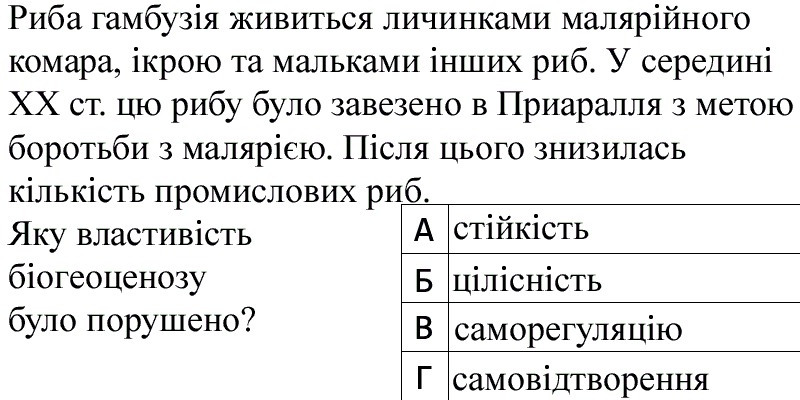 Риба гамбузія живиться личинками малярійного
комара, ікрою та мальками інших риб. У середині
ХХ ст. цю рибу було завезено в Приаралля з метою
боротьби з малярією. Після цього знизилась
кількість промислових риб.
Яку властивість
біогеоценозу
було порушено?
А стійкість
Б цілісність
В саморегуляцію
Г самовідтворення